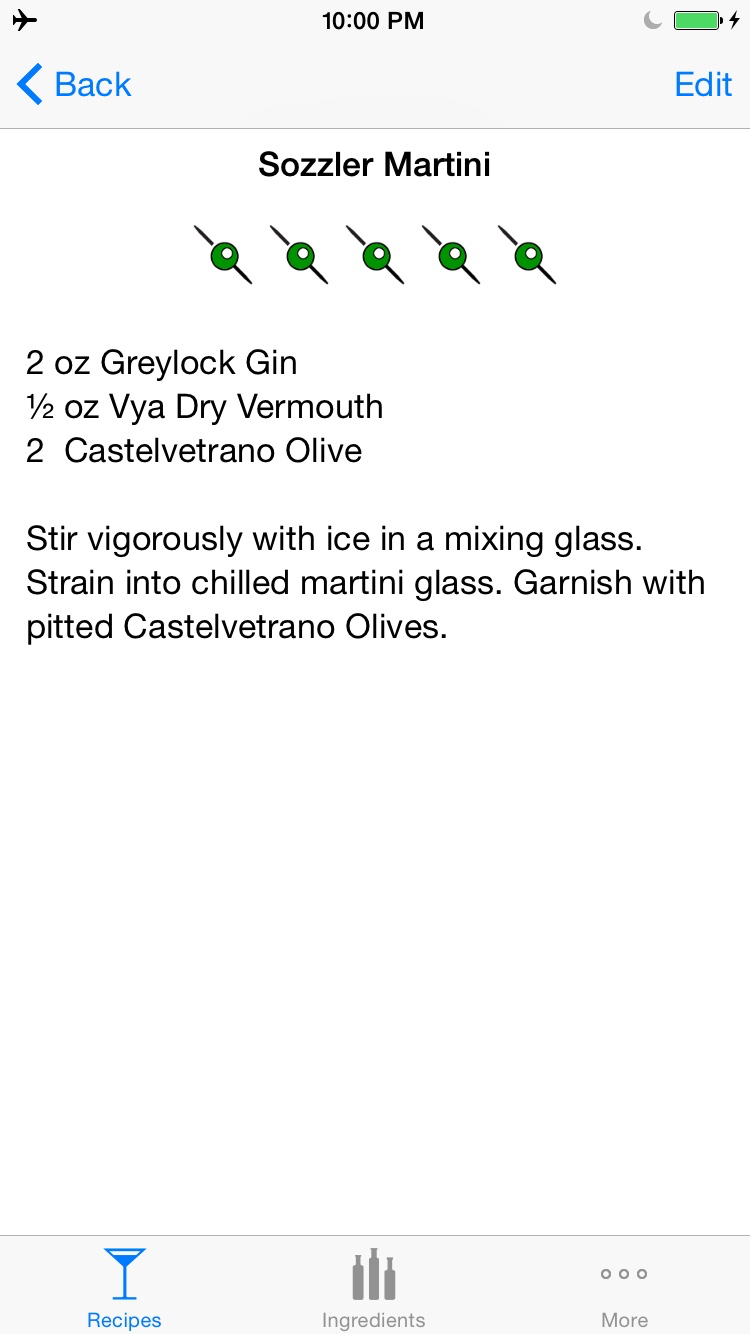 10:00 PM
Back
Edit
Sozzler Martini
2 oz Greylock Gin
½ oz Vya Dry Vermouth
2  Castelvetrano Olive
Stir vigorously with ice in a mixing glass.
Strain into chilled martini glass. Garnish with
pitted Castelvetrano Olives.
Recipes
Ingredients
More